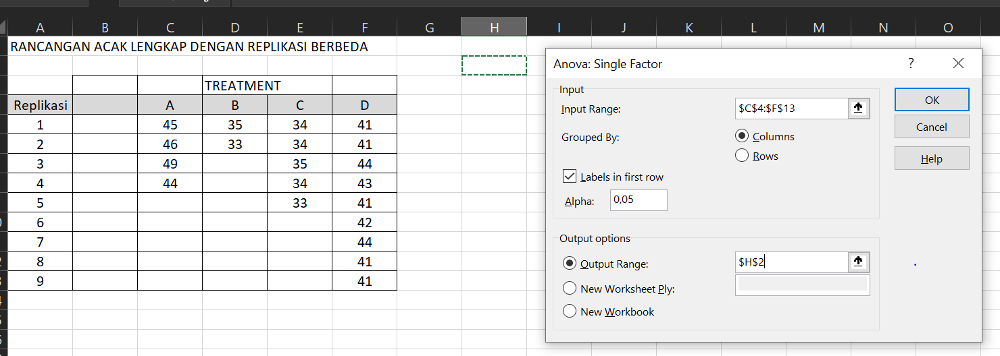 A B C D E F G H I J K L M N O
RANCANGAN ACAK LENGKAP DENGAN REPLIKASI BERBEDA
TREATMENT
Replikasi A B C D
1 45 35 34 41
2 46 33 34 41
3 49 35 44
4 44 34 43
5 33 41
6 42
7 44
8 41
9 41
Anova: Single Factor ?
Input
Input Range: $C$4:$F$13
Grouped By: Columns
Rows
Labels in first row
Alpha: 0,05
Output options
Output Range: $H$2
New Worksheet Ply:
New Workbook
OK
Cancel
Help